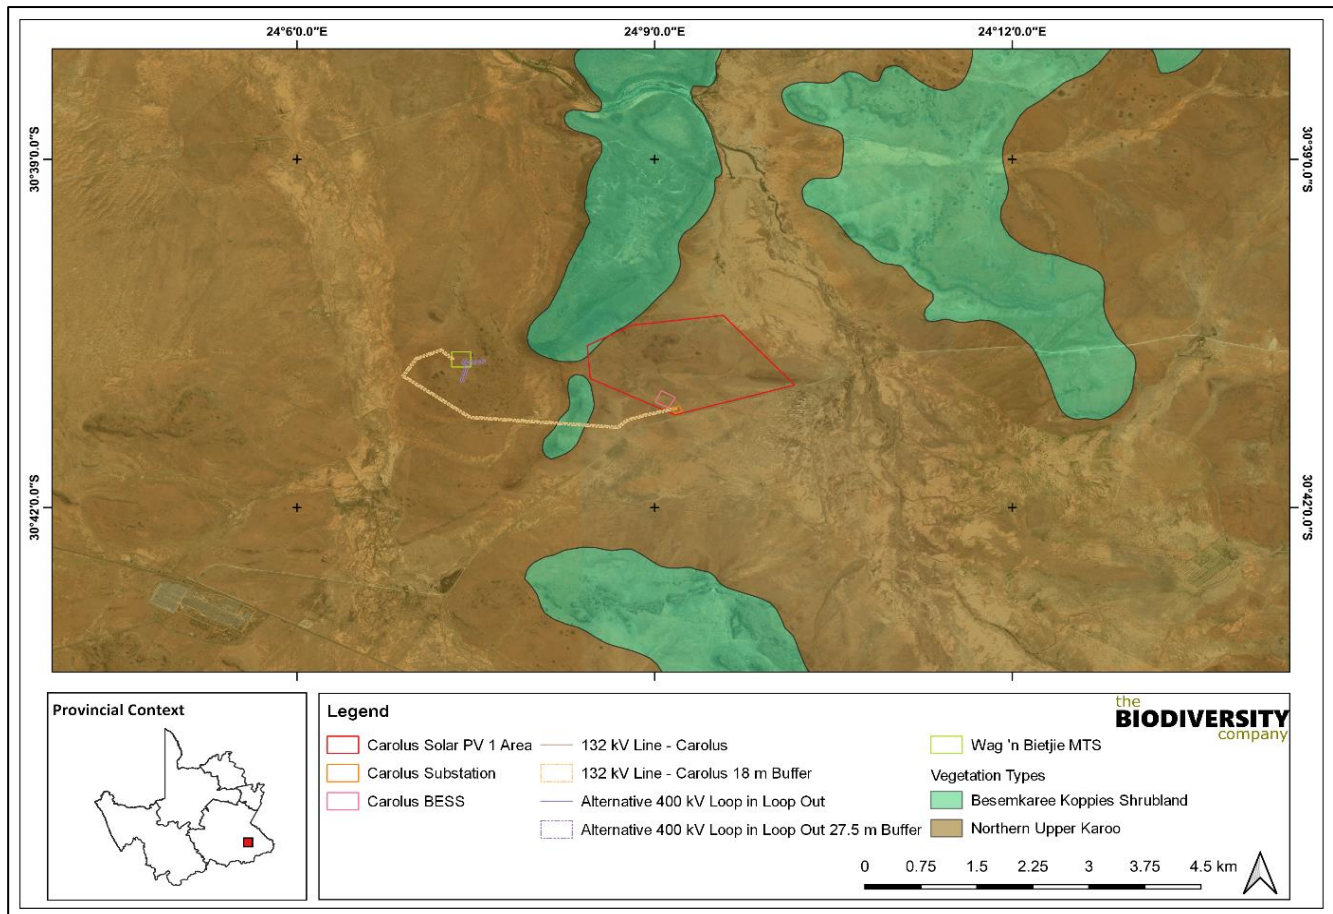 24°6'0.0"E
24°9'0.0"E
24°12'0.0"E
30°39'0.0"S
30°39'0.0"S
30°42'0.0"S
30°42'0.0"S
Provincial Context
Legend
Carolus Solar PV 1 Area
Carolus Substation
Carolus BESS
132 kV Line - Carolus
132 kV Line - Carolus 18 m Buffer
Alternative 400 kV Loop in Loop Out
Alternative 400 kV Loop in Loop Out 27.5 m Buffer
Wag 'n Bietjie MTS
Vegetation Types
Besemkaree Koppies Shrubland
Northern Upper Karoo
the
BIODIVERSITY
company
0 0.75 1.5 2.25 3 3.75 4.5 km